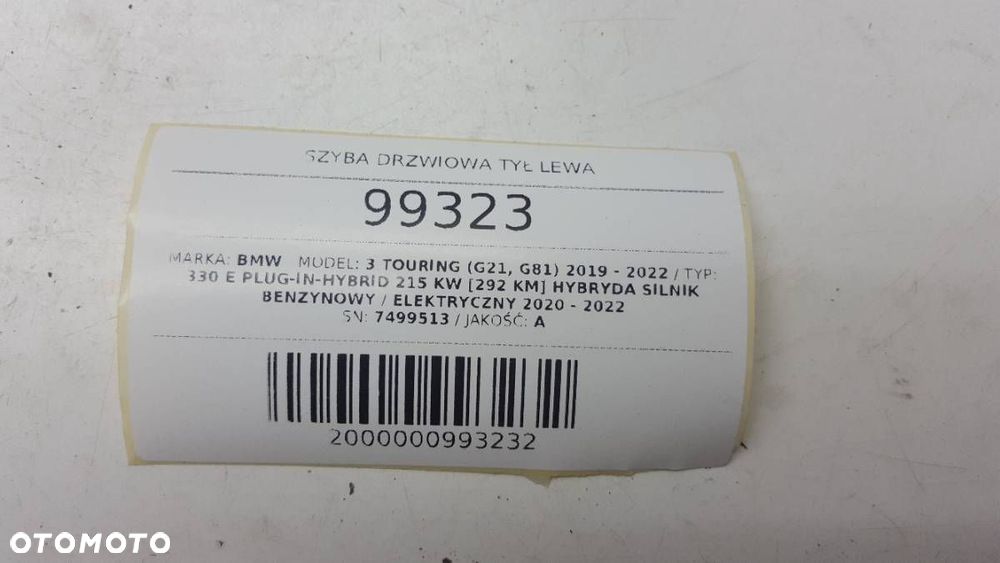 SZYBA DRZWIOWA TYŁ LEWA
99323
MARKA: BMW MODEL: 3 TOURING (G21, G81) 2019 - 2022 / TYP:
330 E PLUG-IN-HYBRID 215 KW [292 KM] HYBRYDA SILNIK
BENZYNOWY / ELEKTRYCZNY 2020 - 2022
SN: 7499513 / JAKOŚĆ: A
2000000993232
OTOMOTO